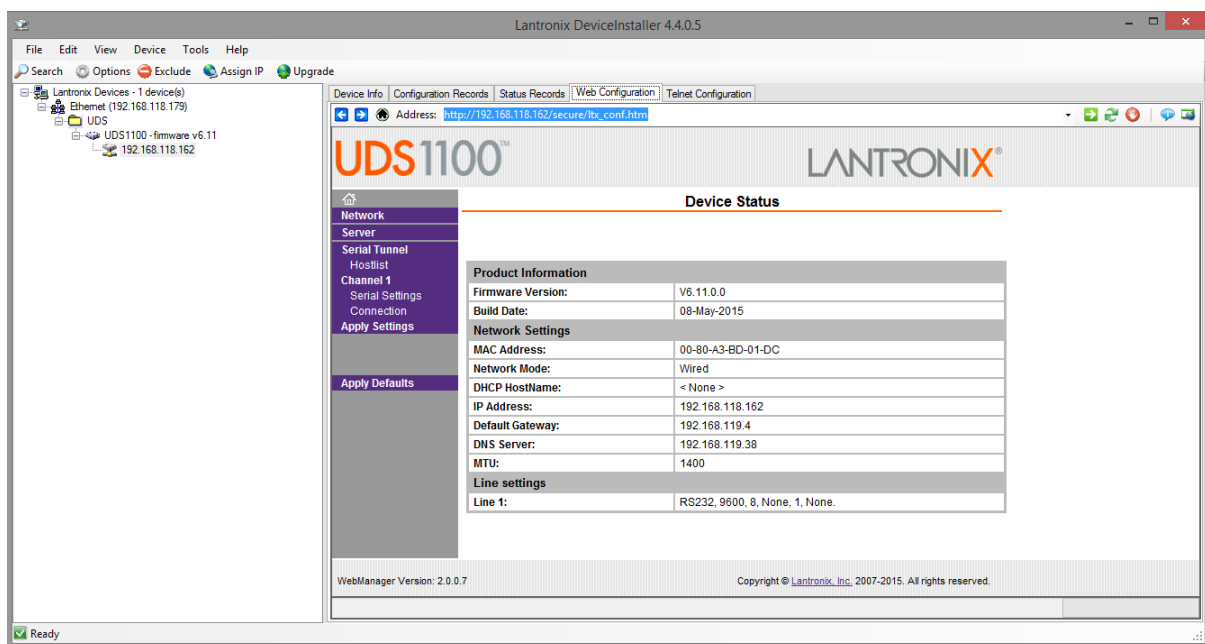 Lantronix DeviceInstaller 4.4.0.5
File Edit View Device Tools Help
Search Options Exclude Assign IP Upgrade
Lantronix Devices - 1 device(s)
Ethernet (192.168.118.179)
UDS
UDS1100 - firmware v6.11
192.168.118.162
Device Info Configuration Records Status Records Web Configuration Telnet Configuration
Address: http://192.168.118.162/secure/ltx_conf.htm
UDS1100™
LANTRONIX®
Network
Server
Serial Tunnel
Hostlist
Channel 1
Serial Settings
Connection
Apply Settings
Apply Defaults
Device Status
Product Information
Firmware Version: V6.11.0.0
Build Date: 08-May-2015
Network Settings
MAC Address: 00-80-A3-BD-01-DC
Network Mode: Wired
DHCP HostName: < None >
IP Address: 192.168.118.162
Default Gateway: 192.168.119.4
DNS Server: 192.168.119.38
MTU: 1400
Line settings
Line 1: RS232, 9600, 8, None, 1, None.
WebManager Version: 2.0.0.7
Copyright © Lantronix, Inc. 2007-2015. All rights reserved.
Ready